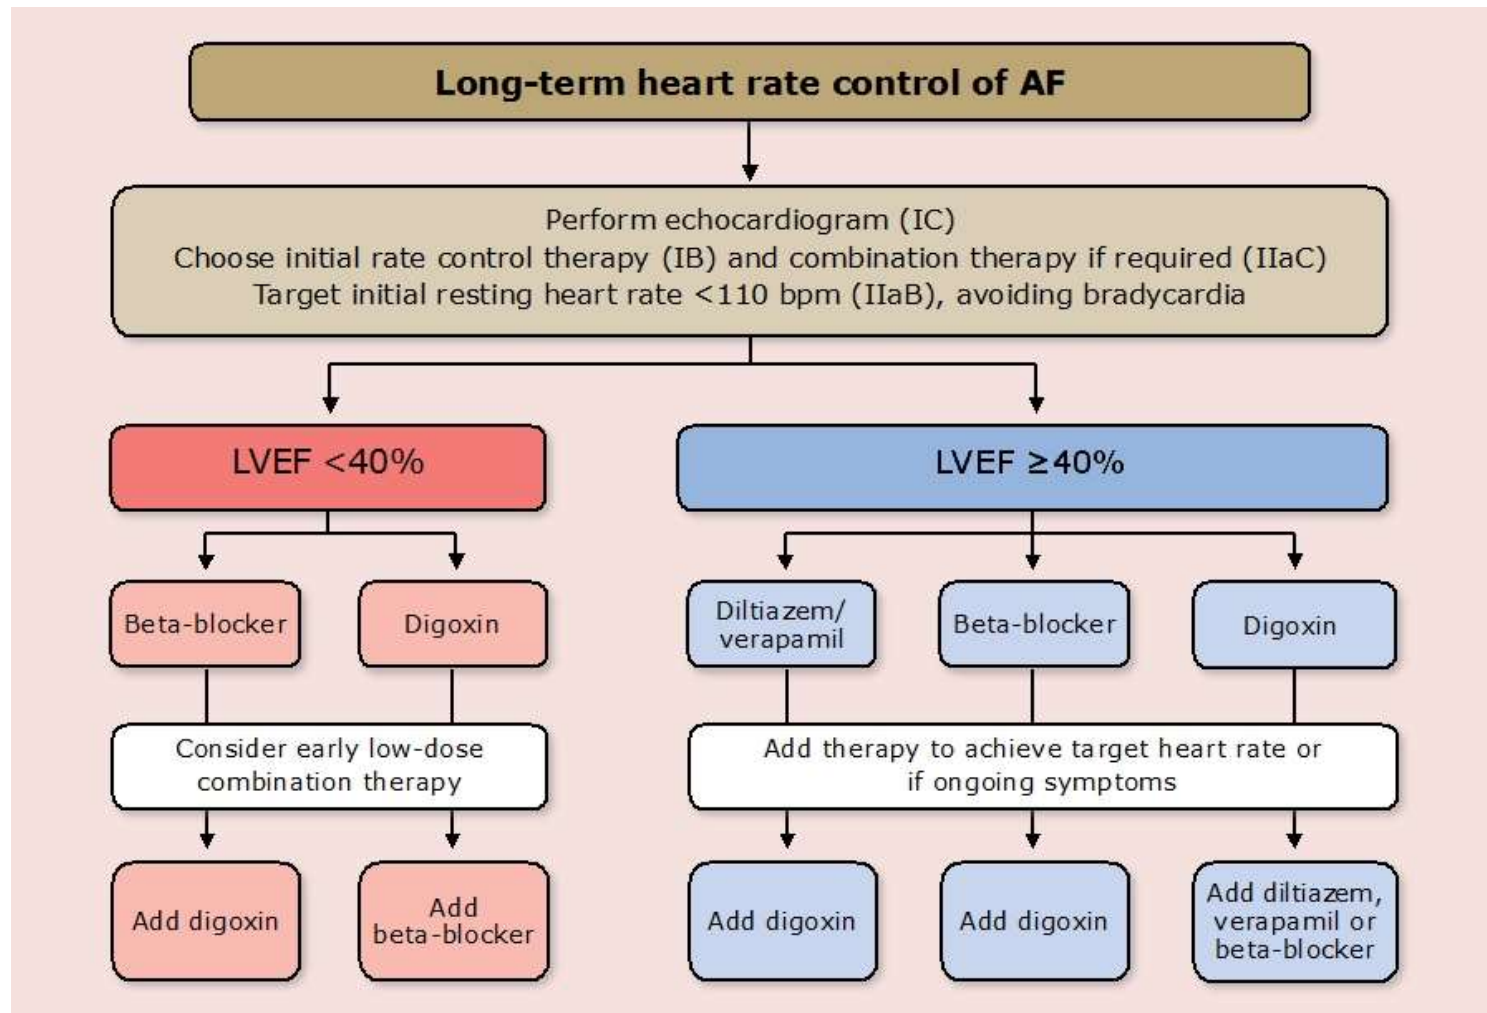 Long-term heart rate control of AF
Perform echocardiogram (IC)
Choose initial rate control therapy (IB) and combination therapy if required (IIaC)
Target initial resting heart rate <110 bpm (IIaB), avoiding bradycardia
LVEF <40%
LVEF ≥40%
Beta-blocker
Digoxin
Diltiazem/
verapamil
Beta-blocker
Digoxin
Consider early low-dose
combination therapy
Add therapy to achieve target heart rate or
if ongoing symptoms
Add digoxin
Add
beta-blocker
Add digoxin
Add digoxin
Add diltiazem,
verapamil or
beta-blocker